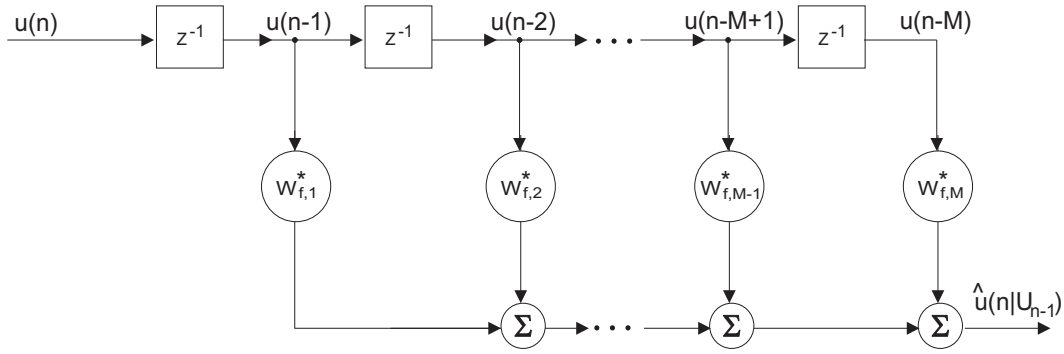 u(n) z⁻¹ u(n-1) z⁻¹ u(n-2) ··· u(n-M+1) z⁻¹ u(n-M)
w*f,1 w*f,2 ··· w*f,M-1 w*f,M
Σ ··· Σ Σ û(n|Uₙ₋₁)